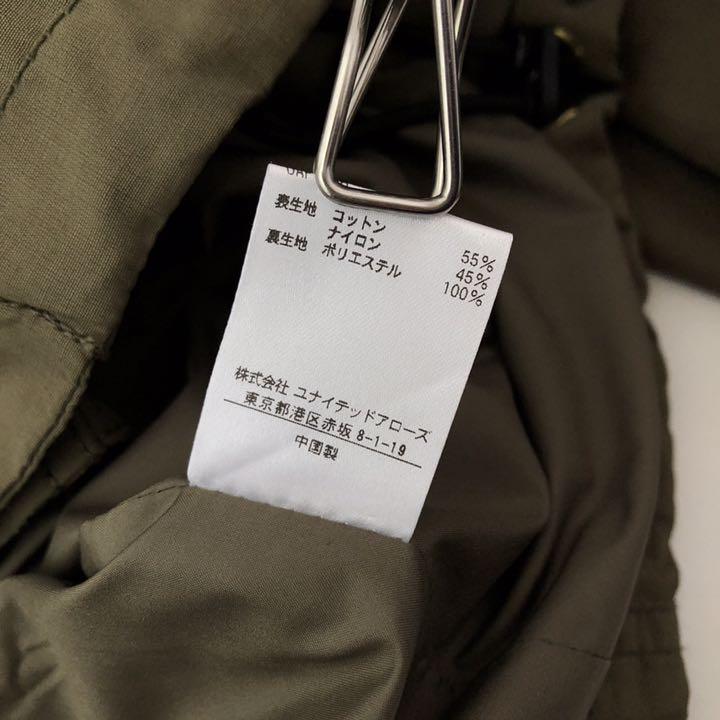 表生地 コットン 55%
ナイロン 45%
裏生地 ポリエステル 100%
株式会社 ユナイテッドアローズ
東京都港区赤坂 8-1-19
中国製